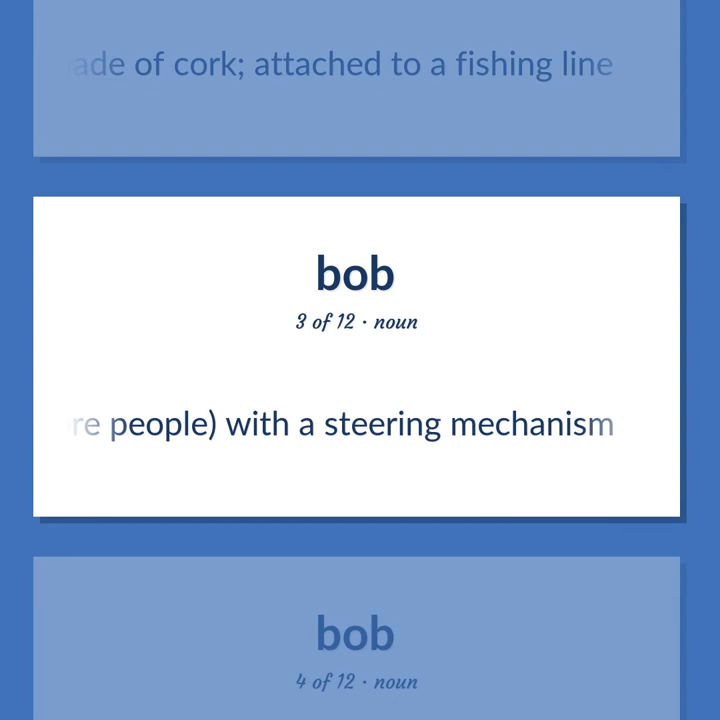 ade of cork; attached to a fishing line
bob
3 of 12 · noun
re people) with a steering mechanism
bob
4 of 12 · noun